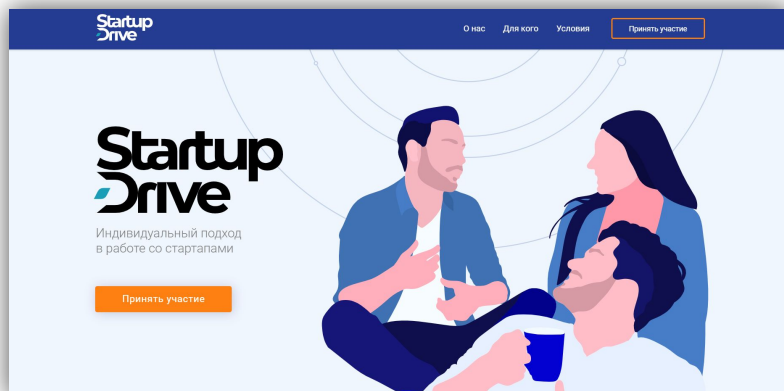 Startup
Drive
О нас
Для кого
Условия
Принять участие
Startup
Drive
Индивидуальный подход
в работе со стартапами
Принять участие